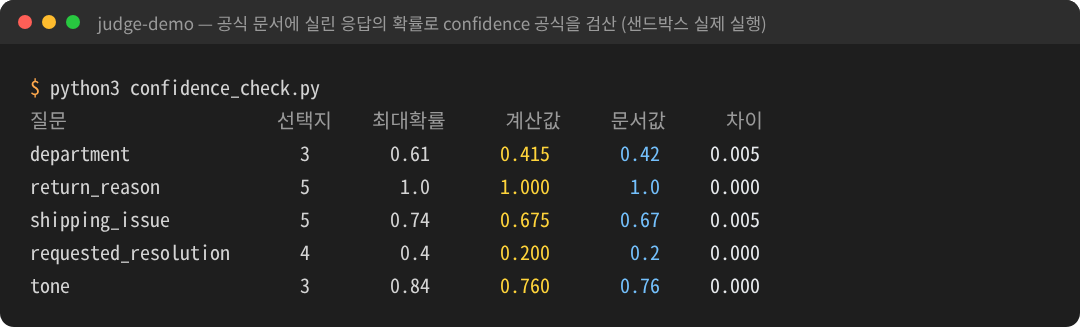 judge-demo — 공식 문서에 실린 응답의 확률로 confidence 공식을 검산 (샌드박스 실제 실행)
$ python3 confidence_check.py
질문 선택지 최대확률 계산값 문서값 차이
department 3 0.61 0.415 0.42 0.005
return_reason 5 1.0 1.000 1.0 0.000
shipping_issue 5 0.74 0.675 0.67 0.005
requested_resolution 4 0.4 0.200 0.2 0.000
tone 3 0.84 0.760 0.76 0.000